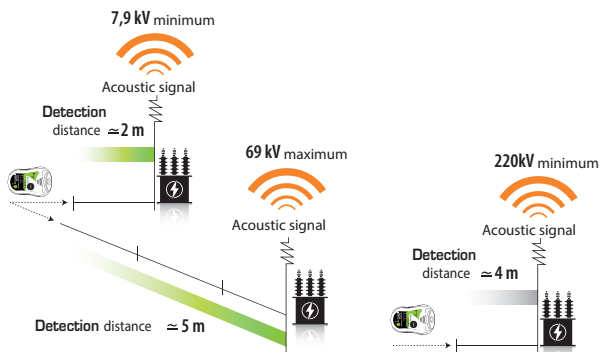 7,9 kV minimum
Acoustic signal
Detection
distance ≃ 2 m
69 kV maximum
Acoustic signal
Detection distance ≃ 5 m
220kV minimum
Acoustic signal
Detection
distance ≃ 4 m